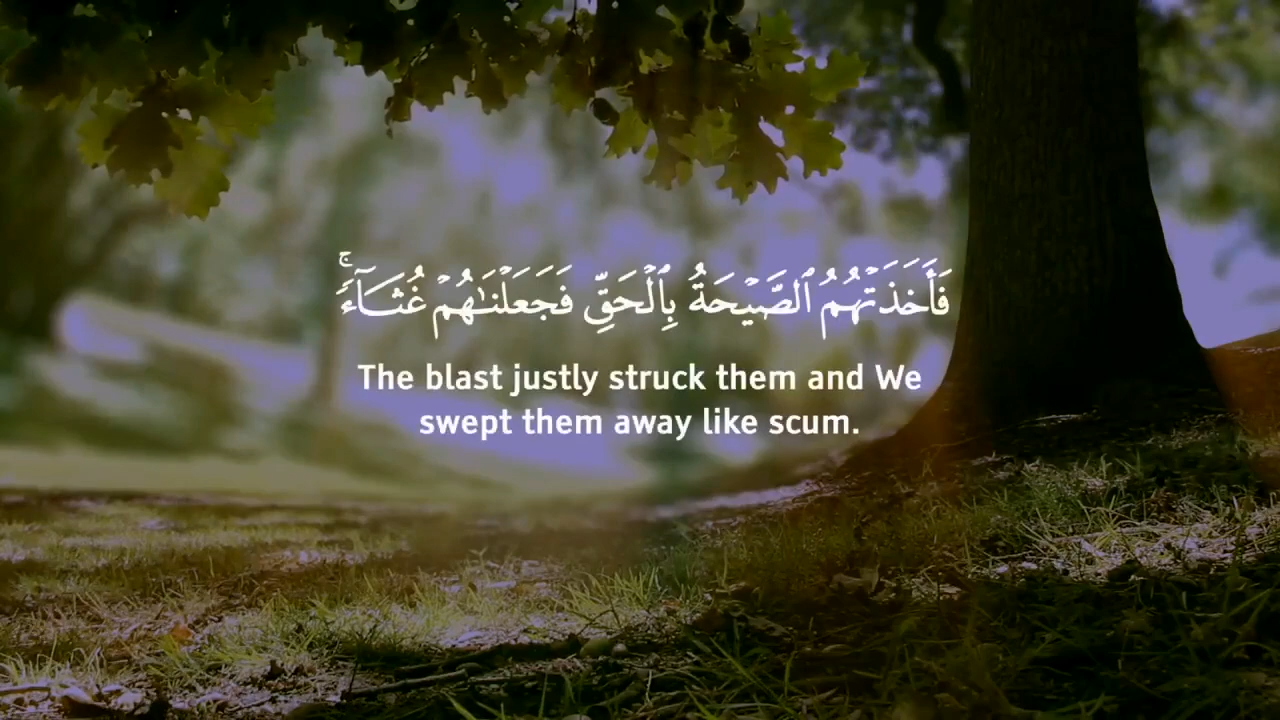 فَأَخَذَتْهُمُ ٱلصَّيْحَةُ بِٱلْحَقِّ فَجَعَلْنَـٰهُمْ غُثَآءًۚ
The blast justly struck them and We
swept them away like scum.